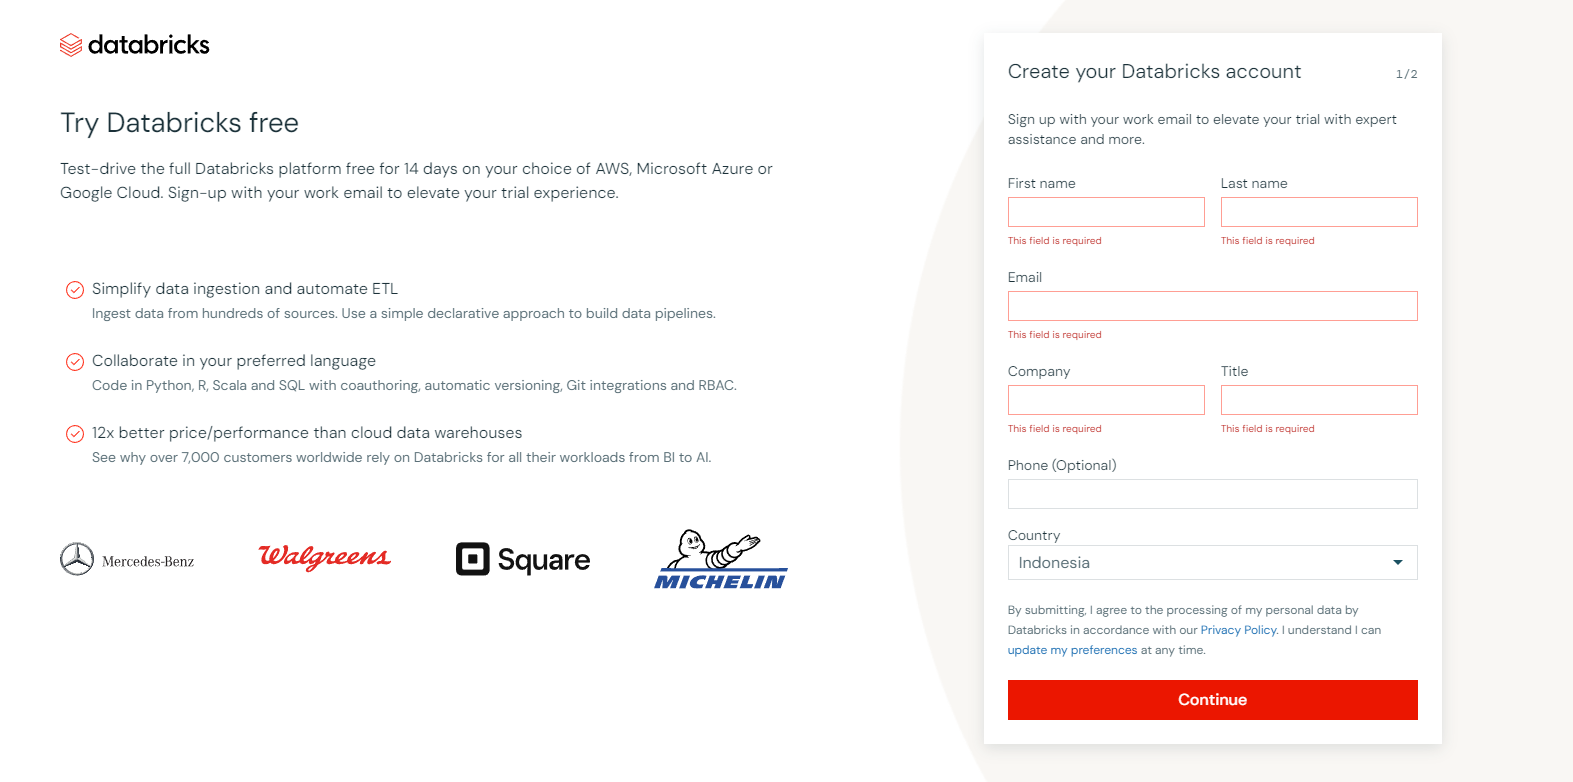 databricks
Try Databricks free
Test-drive the full Databricks platform free for 14 days on your choice of AWS, Microsoft Azure or
Google Cloud. Sign-up with your work email to elevate your trial experience.
Simplify data ingestion and automate ETL
Ingest data from hundreds of sources. Use a simple declarative approach to build data pipelines.
Collaborate in your preferred language
Code in Python, R, Scala and SQL with coauthoring, automatic versioning, Git integrations and RBAC.
12x better price/performance than cloud data warehouses
See why over 7,000 customers worldwide rely on Databricks for all their workloads from BI to AI.
Mercedes-Benz
Walgreens
Square
MICHELIN
Create your Databricks account 1/2
Sign up with your work email to elevate your trial with expert
assistance and more.
First name Last name
This field is required This field is required
Email
This field is required
Company Title
This field is required This field is required
Phone (Optional)
Country
Indonesia
By submitting, I agree to the processing of my personal data by
Databricks in accordance with our Privacy Policy. I understand I can
update my preferences at any time.
Continue